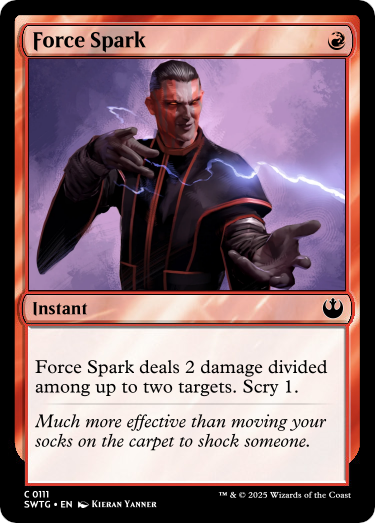 Force Spark
Instant
Force Spark deals 2 damage divided
among up to two targets. Scry 1.
Much more effective than moving your
socks on the carpet to shock someone.
C 0111
SWTG • EN Kieran Yanner
™ & © 2025 Wizards of the Coast